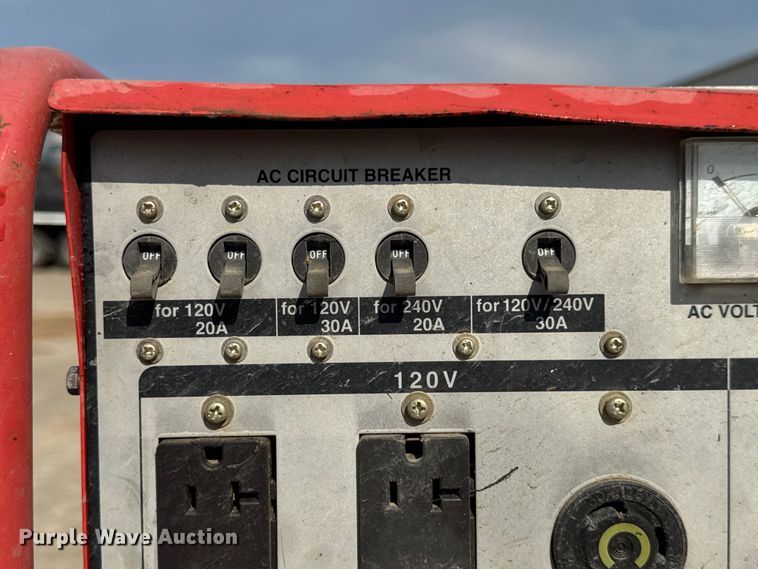 AC CIRCUIT BREAKER
0
OFF OFF OFF OFF OFF
for 120V for 120V for 240V for 120V/240V
20A 30A 20A 30A
AC VOLT
120V
Purple Wave Auction